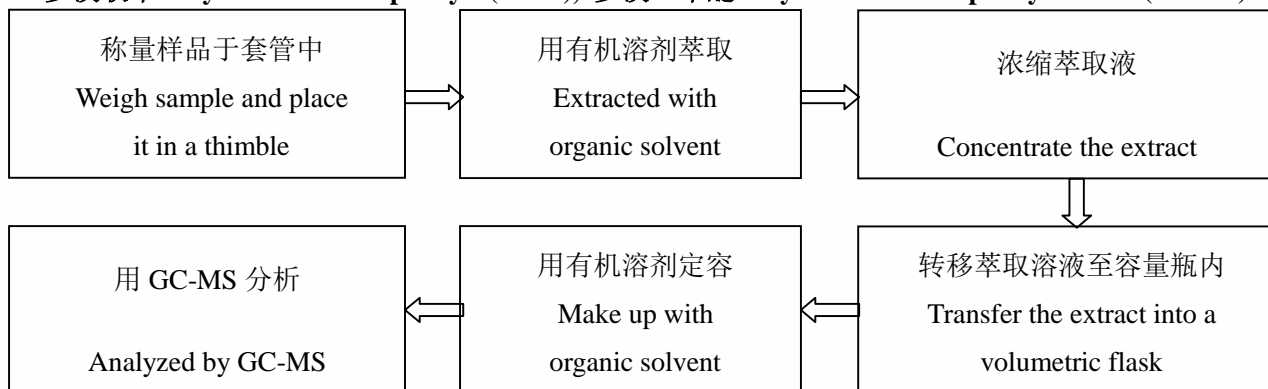 称量样品于套管中
Weigh sample and place
it in a thimble
用有机溶剂萃取
Extracted with
organic solvent
浓缩萃取液
Concentrate the extract
转移萃取溶液至容量瓶内
Transfer the extract into a
volumetric flask
用有机溶剂定容
Make up with
organic solvent
用 GC-MS 分析
Analyzed by GC-MS